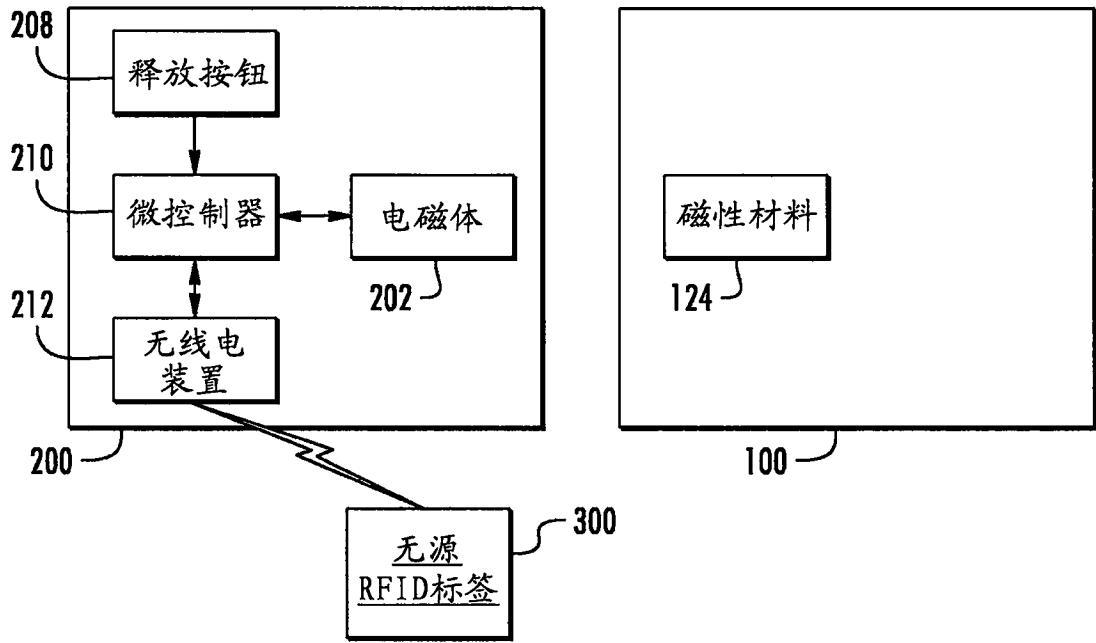 208
释放按钮
210
微控制器
电磁体
磁性材料
202
124
212
无线电
装置
200
100
300
无源
RFID标签